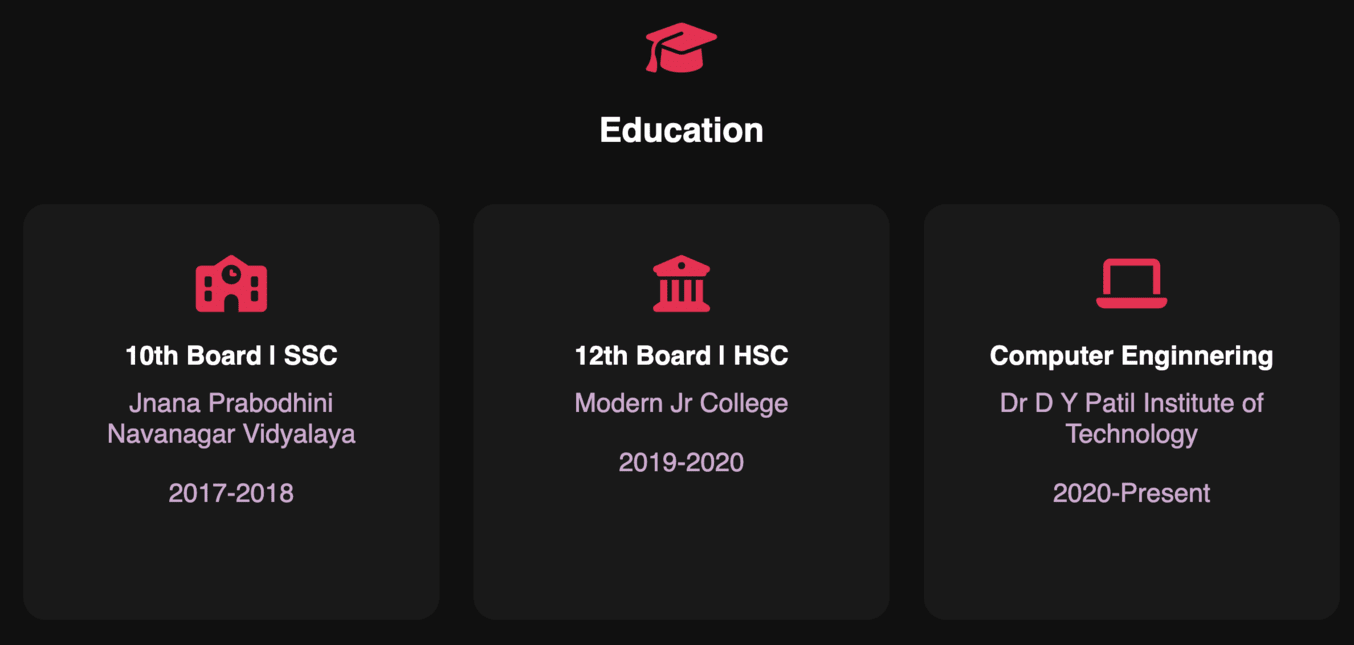 Education
10th Board | SSC
Jnana Prabodhini
Navanagar Vidyalaya
2017-2018
12th Board | HSC
Modern Jr College
2019-2020
Computer Enginnering
Dr D Y Patil Institute of
Technology
2020-Present